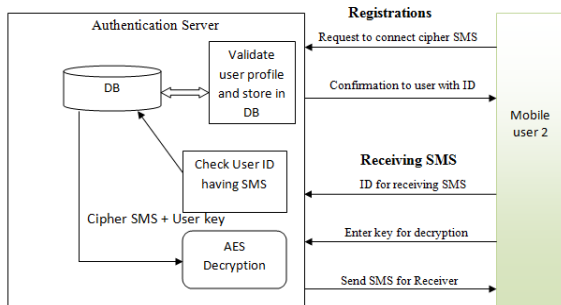 Registrations
Authentication Server
Request to connect cipher SMS
Validate
user profile
and store in
DB
DB
Confirmation to user with ID
Mobile
user 2
Check User ID
having SMS
Receiving SMS
ID for receiving SMS
Cipher SMS + User key
Enter key for decryption
AES
Decryption
Send SMS for Receiver